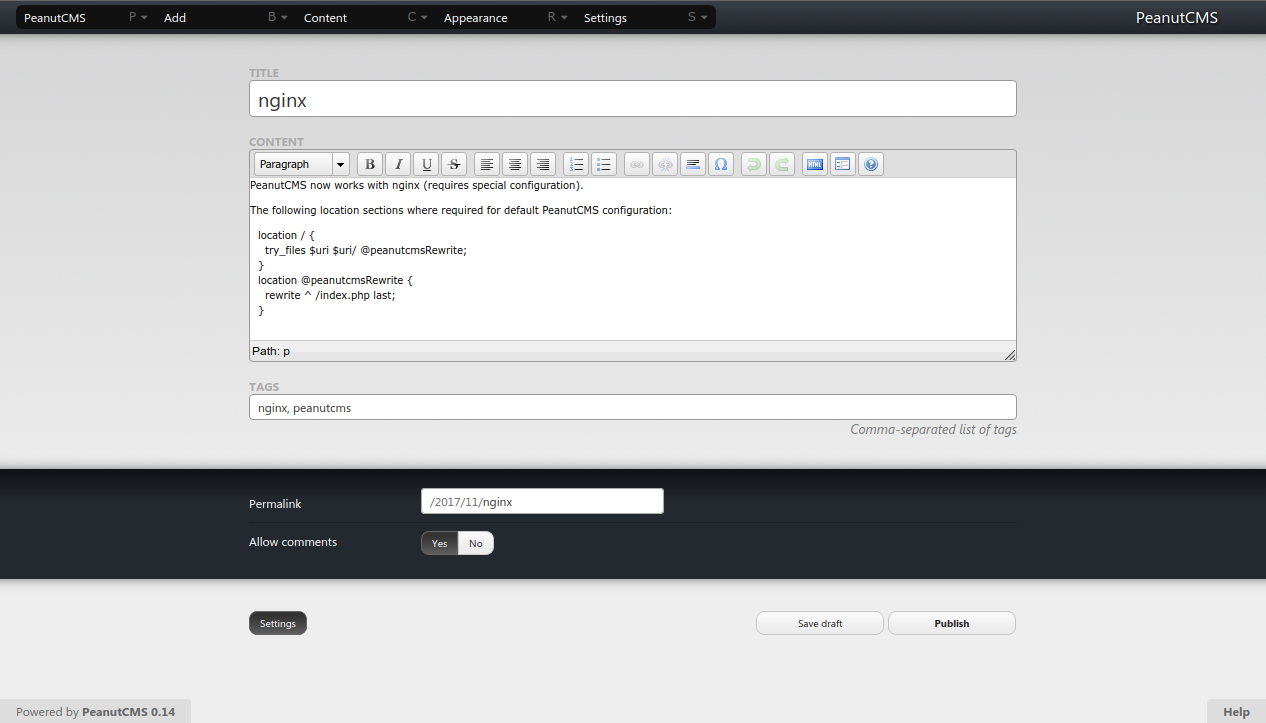 PeanutCMS P Add B Content C Appearance R Settings S PeanutCMS
TITLE
nginx
CONTENT
Paragraph B I U S HTML
PeanutCMS now works with nginx (requires special configuration).
The following location sections where required for default PeanutCMS configuration:
location / {
try_files $uri $uri/ @peanutcmsRewrite;
}
location @peanutcmsRewrite {
rewrite ^ /index.php last;
}
Path: p
TAGS
nginx, peanutcms
Comma-separated list of tags
Permalink /2017/11/nginx
Allow comments Yes No
Settings Save draft Publish
Powered by PeanutCMS 0.14 Help